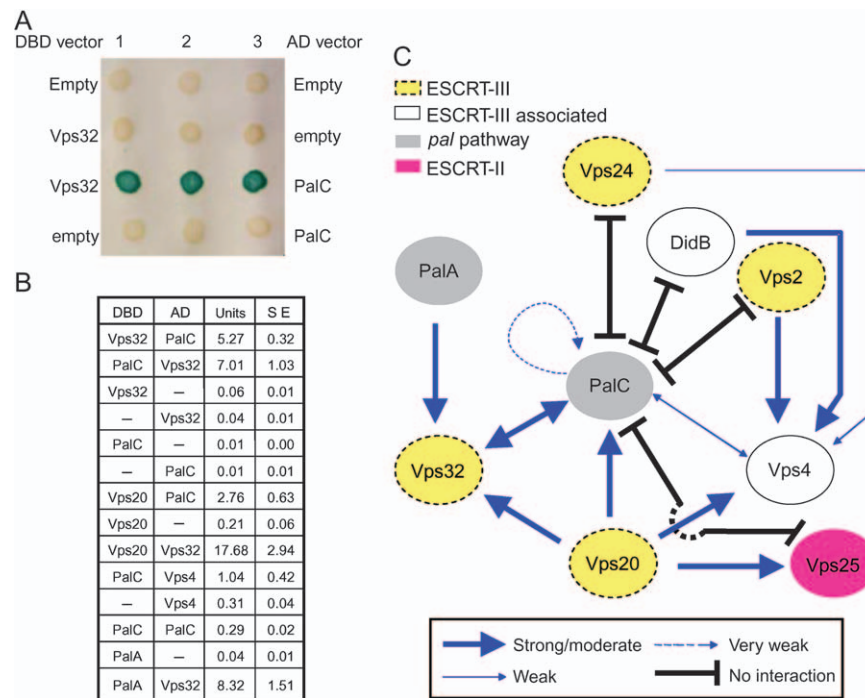 A
DBD vector 1 2 3 AD vector
Empty Empty
Vps32 empty
Vps32 PalC
empty PalC
B
DBD AD Units S E
Vps32 PalC 5.27 0.32
PalC Vps32 7.01 1.03
Vps32 – 0.06 0.01
– Vps32 0.04 0.01
PalC – 0.01 0.00
– PalC 0.01 0.01
Vps20 PalC 2.76 0.63
Vps20 – 0.21 0.06
Vps20 Vps32 17.68 2.94
PalC Vps4 1.04 0.42
– Vps4 0.31 0.04
PalC PalC 0.29 0.02
PalA – 0.04 0.01
PalA Vps32 8.32 1.51
C
ESCRT-III
ESCRT-III associated
pal pathway
ESCRT-II
Vps24
DidB
PalA
Vps2
PalC
Vps32
Vps4
Vps20
Vps25
Strong/moderate
Very weak
Weak
No interaction